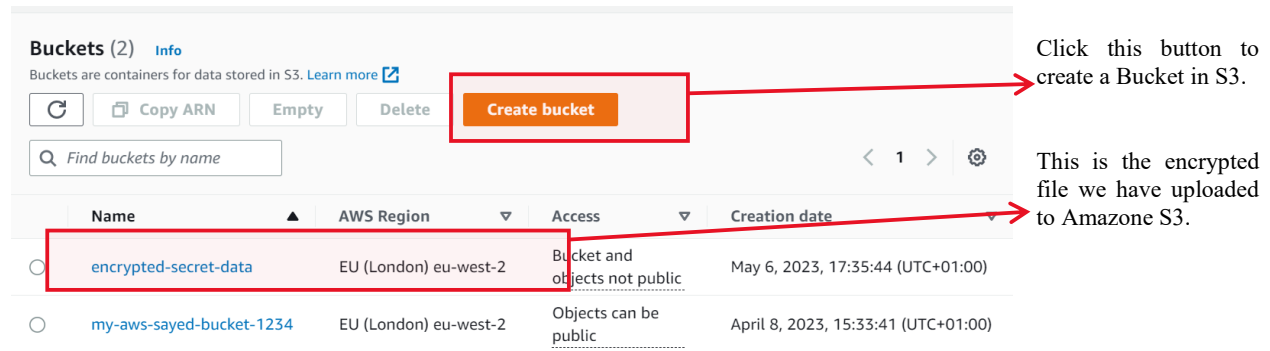 Buckets (2) Info
Buckets are containers for data stored in S3. Learn more
Copy ARN Empty Delete Create bucket
Find buckets by name
1
Name AWS Region Access Creation date
encrypted-secret-data EU (London) eu-west-2 Bucket and
objects not public May 6, 2023, 17:35:44 (UTC+01:00)
my-aws-sayed-bucket-1234 EU (London) eu-west-2 Objects can be
public April 8, 2023, 15:33:41 (UTC+01:00)
Click this button to
create a Bucket in S3.
This is the encrypted
file we have uploaded
to Amazone S3.